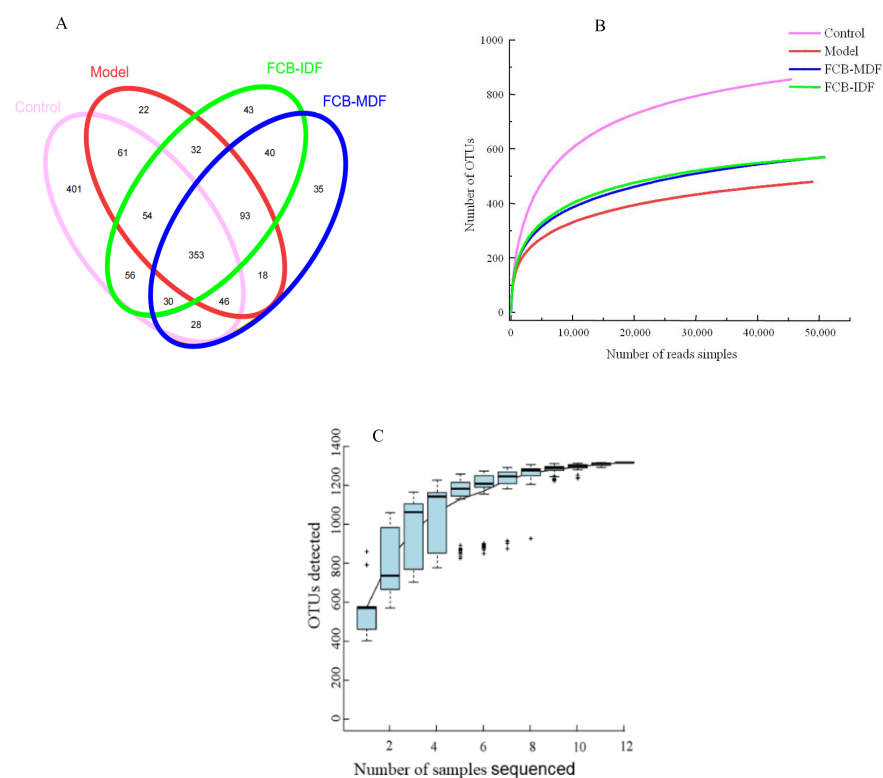 A
Control
Model
FCB-IDF
FCB-MDF
22
43
61
32
40
401
35
54
93
353
56
18
30
46
28
B
Control
Model
FCB-MDF
FCB-IDF
Number of OTUs
1000
800
600
400
200
0
0
10,000
20,000
30,000
40,000
50,000
Number of reads simples
C
OTUs detected
1400
1200
1000
800
600
400
200
0
2
4
6
8
10
12
Number of samples sequenced